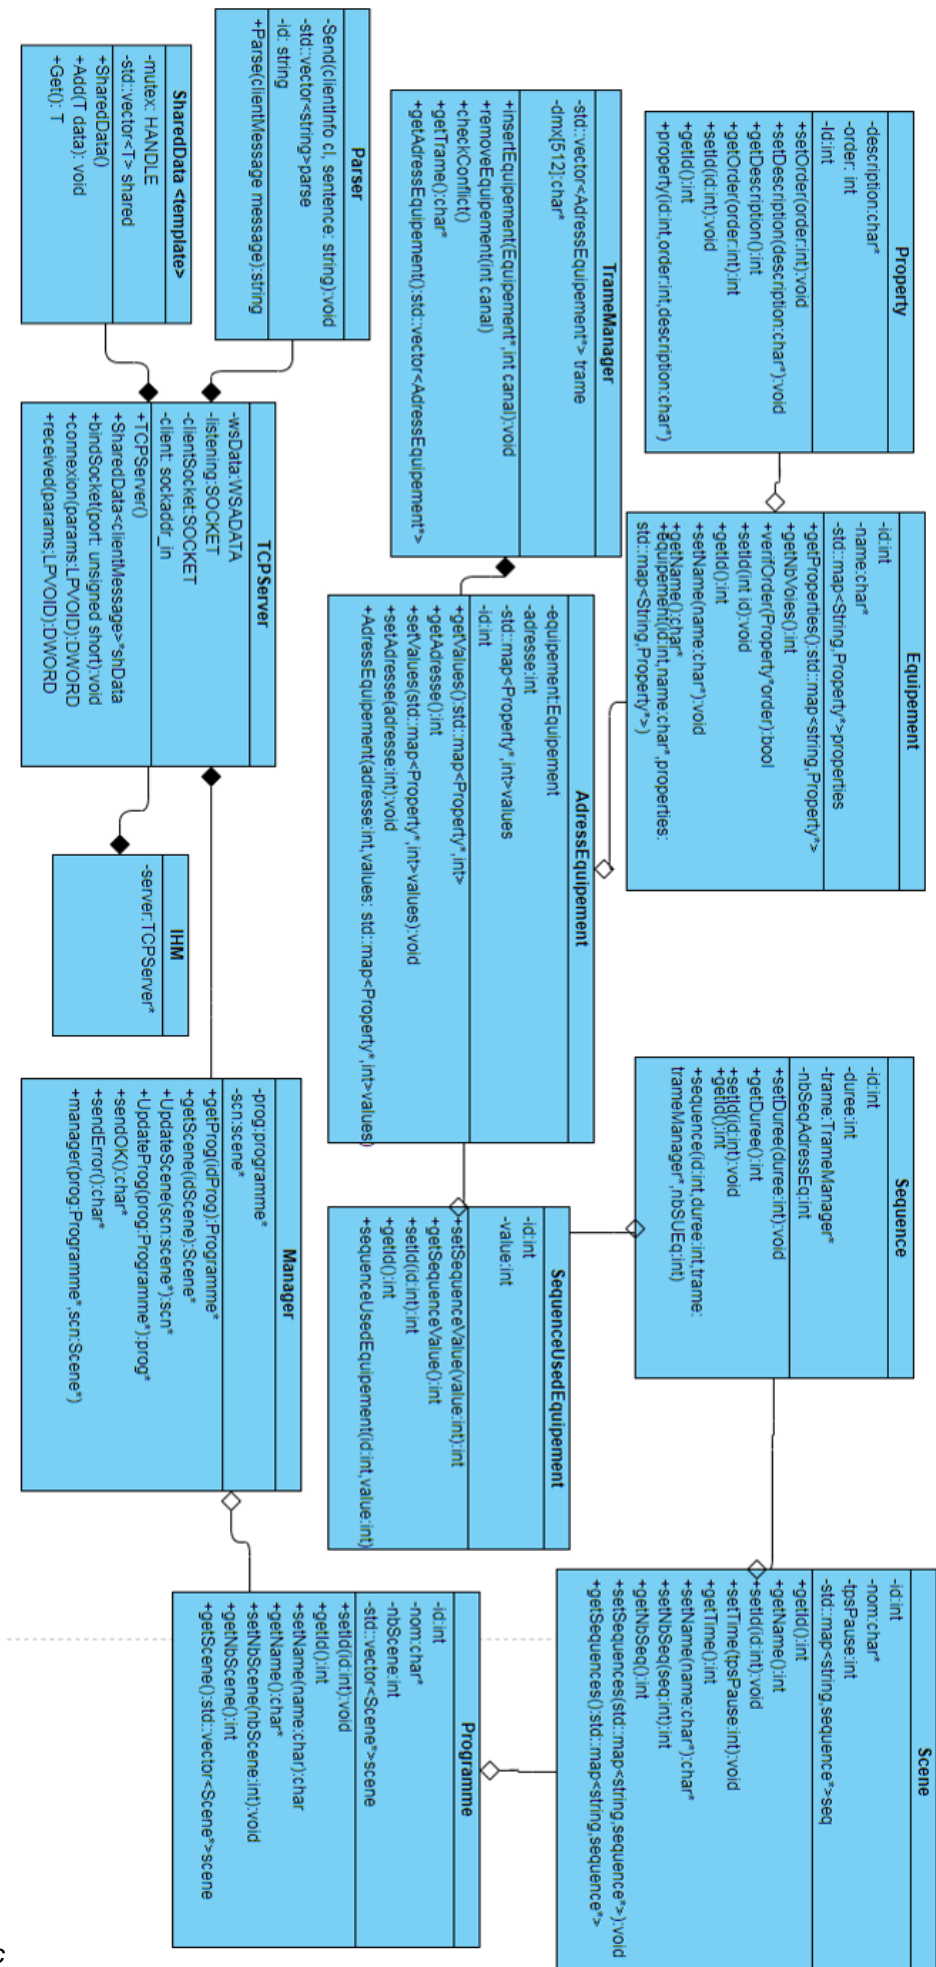 Property
-description:char*
-order: int
-Id:int
+setOrder(order:int):void
+setDescription(description:char*):void
+getDescription():int
+getOrder(order:int):int
+setId(id:int):void
+getId():int
+property(id:int,order:int,description:char*)
Equipement
-id:int
-name:char*
-std::map<String,Property*>properties
+getProperties():std::map<string,Property*>
+getNbVoies():int
+verifOrder(Property*order):bool
+setId(int id):void
+getId():int
+setName(name:char*):void
+getName():char*
+equipement(id:int,name:char*,properties:
std::map<String,Property*>)
Sequence
-id:int
-duree:int
-trame:TrameManager*
-nbSeqAdressEq:int
+setDuree(duree:int):void
+getDuree():int
+setId(id:int):void
+getId():int
+sequence(id:int,duree:int,trame:
trameManager*,nbSUEq:int)
Scene
-id:int
-nom:char*
-tpsPause:int
-std::map<string,sequence*>seq
+getId():int
+getName():int
+setId(id:int):void
+setTime(tpsPause:int):void
+getTime():int
+setName(name:char*):char*
+setNbSeq(seq:int):int
+getNbSeq():int
+setSequences(std::map<string,sequence*>):void
+getSequences():std::map<string,sequence*>
TrameManager
-std::vector<AdressEquipement*> trame
-dmx[512]:char*
+insertEquipement(Equipement*,int canal):void
+removeEquipement(int canal)
+checkConflict()
+getTrame():char*
+getAdressEquipement():std::vector<AdressEquipement*>
AdressEquipement
-equipement:Equipement
-adresse:int
-std::map<Property*,int>values
-id:int
+getValues():std::map<Property*,int>
+getAdresse():int
+setValues(std::map<Property*,int>values):void
+setAdresse(adresse:int):void
+AdressEquipement(adresse:int,values: std::map<Property*,int>values)
SequenceUsedEquipement
-id:int
-value:int
+setSequenceValue(value:int):int
+getSequenceValue():int
+setId(id:int):int
+getId():int
+sequenceUsedEquipement(id:int,value:int)
Programme
-id:int
-nom:char*
-nbScene:int
-std::vector<Scene*>scene
+setId(id:int):void
+getId():int
+setName(name:char):char
+getName():char*
+setNbScene(nbScene:int):void
+getNbScene():int
+getScene():std::vector<Scene*>scene
Parser
-Send(clientInfo cl, sentence: string):void
-std::vector<string>parse
-id: string
+Parse(clientMessage message):string
SharedData <template>
-mutex: HANDLE
-std::vector<T> shared
+SharedData()
+Add(T data): void
+Get(): T
TCPServer
-wsData:WSADATA
-listening:SOCKET
-clientSocket:SOCKET
-client: sockaddr_in
+TCPServer()
+SharedData<clientMessage>*shData
+bindSocket(port: unsigned short):void
+connexion(params:LPVOID):DWORD
+received(params;LPVOID):DWORD
IHM
-server:TCPServer*
Manager
-prog:programme*
-scn:scene*
+getProg(idProg):Programme*
+getScene(idScene):Scene*
+UpdateScene(scn:scene*):scn*
+UpdateProg(prog:Programme*):prog*
+sendOK():char*
+sendError():char*
+manager(prog:Programme*,scn:Scene*)
c